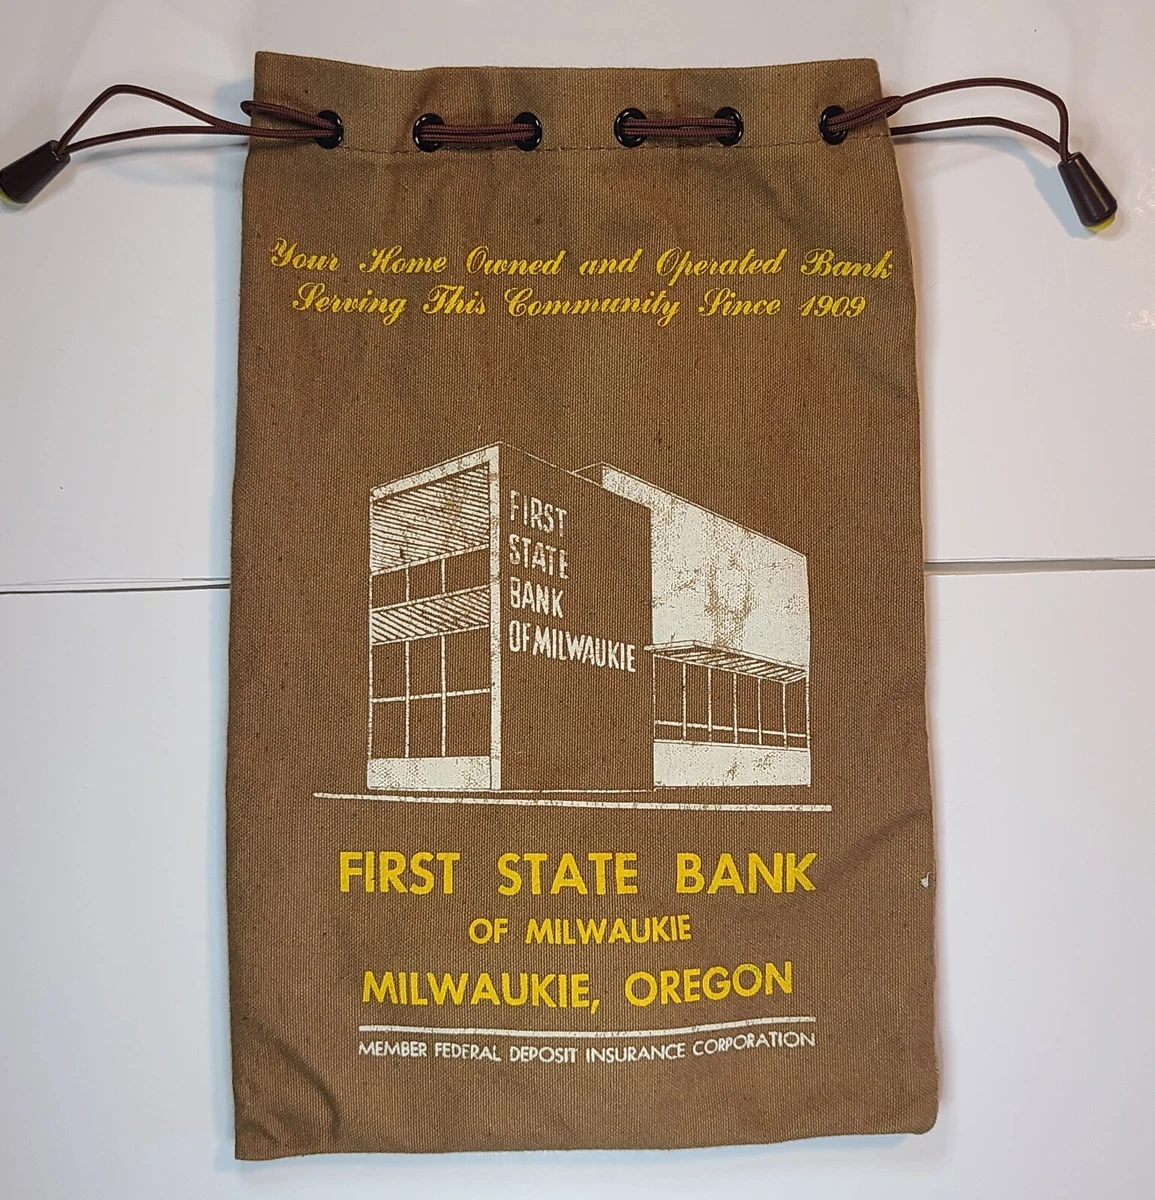 Your Home Owned and Operated Bank
Serving This Community Since 1909
FIRST
STATE
BANK
OF MILWAUKIE
FIRST STATE BANK
OF MILWAUKIE
MILWAUKIE, OREGON
MEMBER FEDERAL DEPOSIT INSURANCE CORPORATION